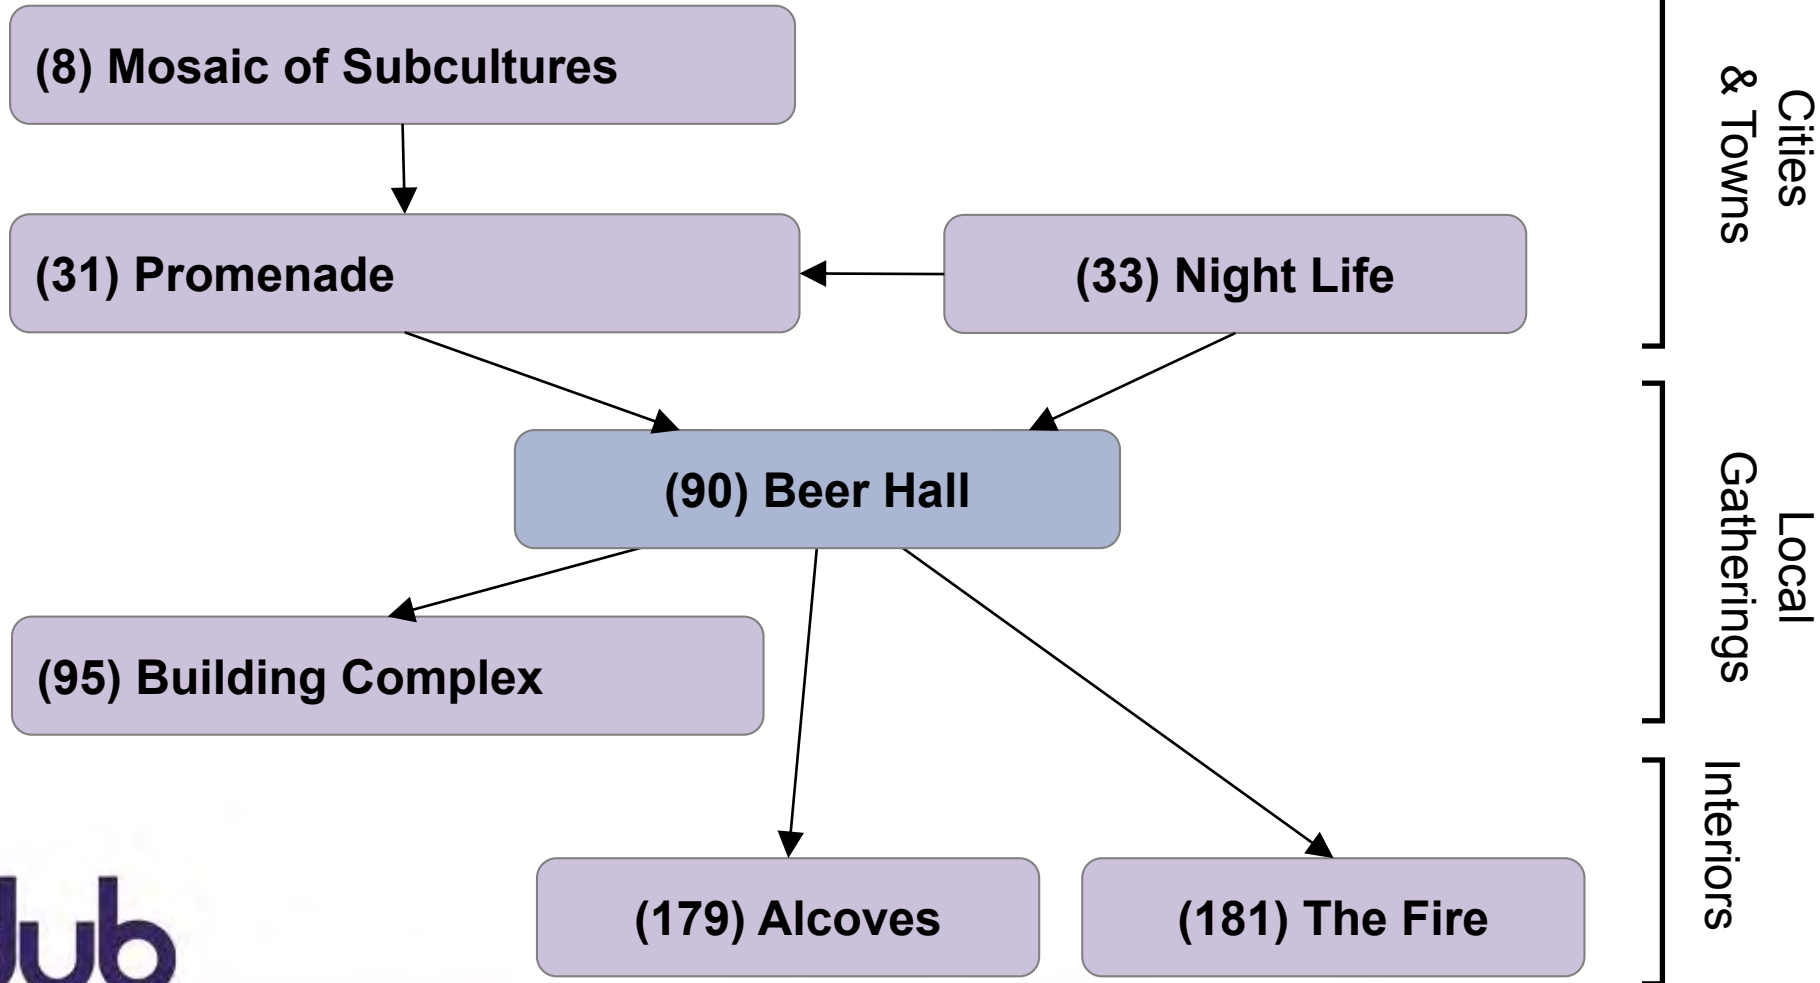 (8) Mosaic of Subcultures
(31) Promenade
(33) Night Life
Cities
& Towns
(90) Beer Hall
(95) Building Complex
Local
Gatherings
(179) Alcoves
(181) The Fire
Interiors